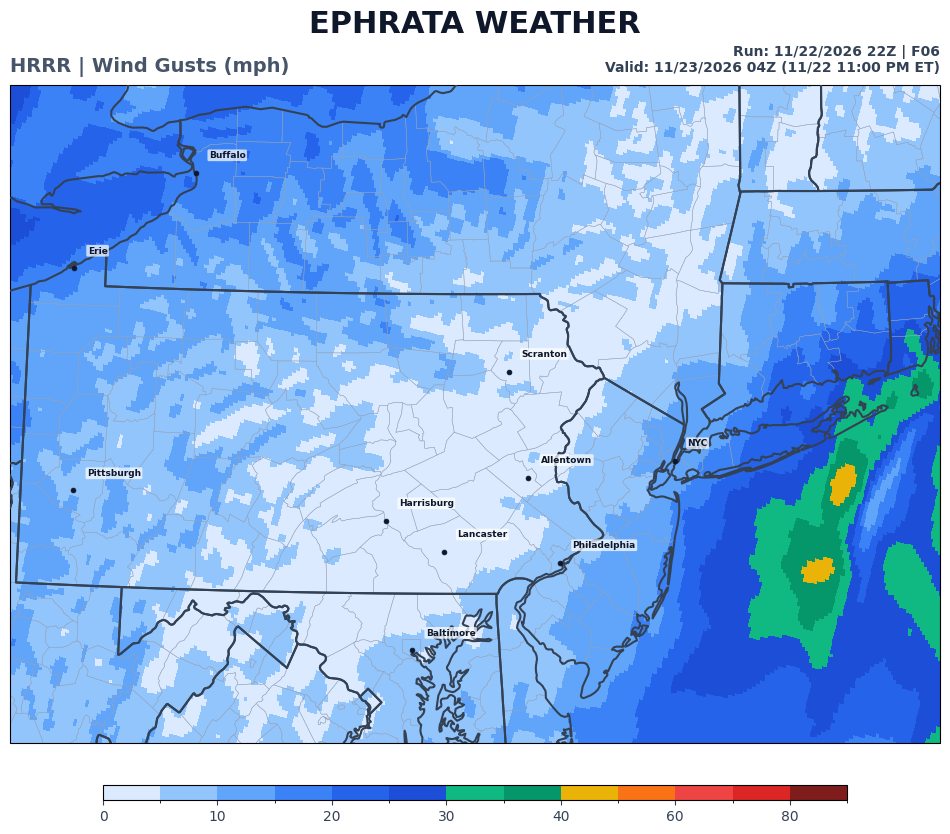 EPHRATA WEATHER
HRRR | Wind Gusts (mph)
Run: 11/22/2026 22Z | F06
Valid: 11/23/2026 04Z (11/22 11:00 PM ET)
Buffalo
Erie
Scranton
NYC
Allentown
Pittsburgh
Harrisburg
Lancaster
Philadelphia
Baltimore
0 10 20 30 40 50 60 70 80